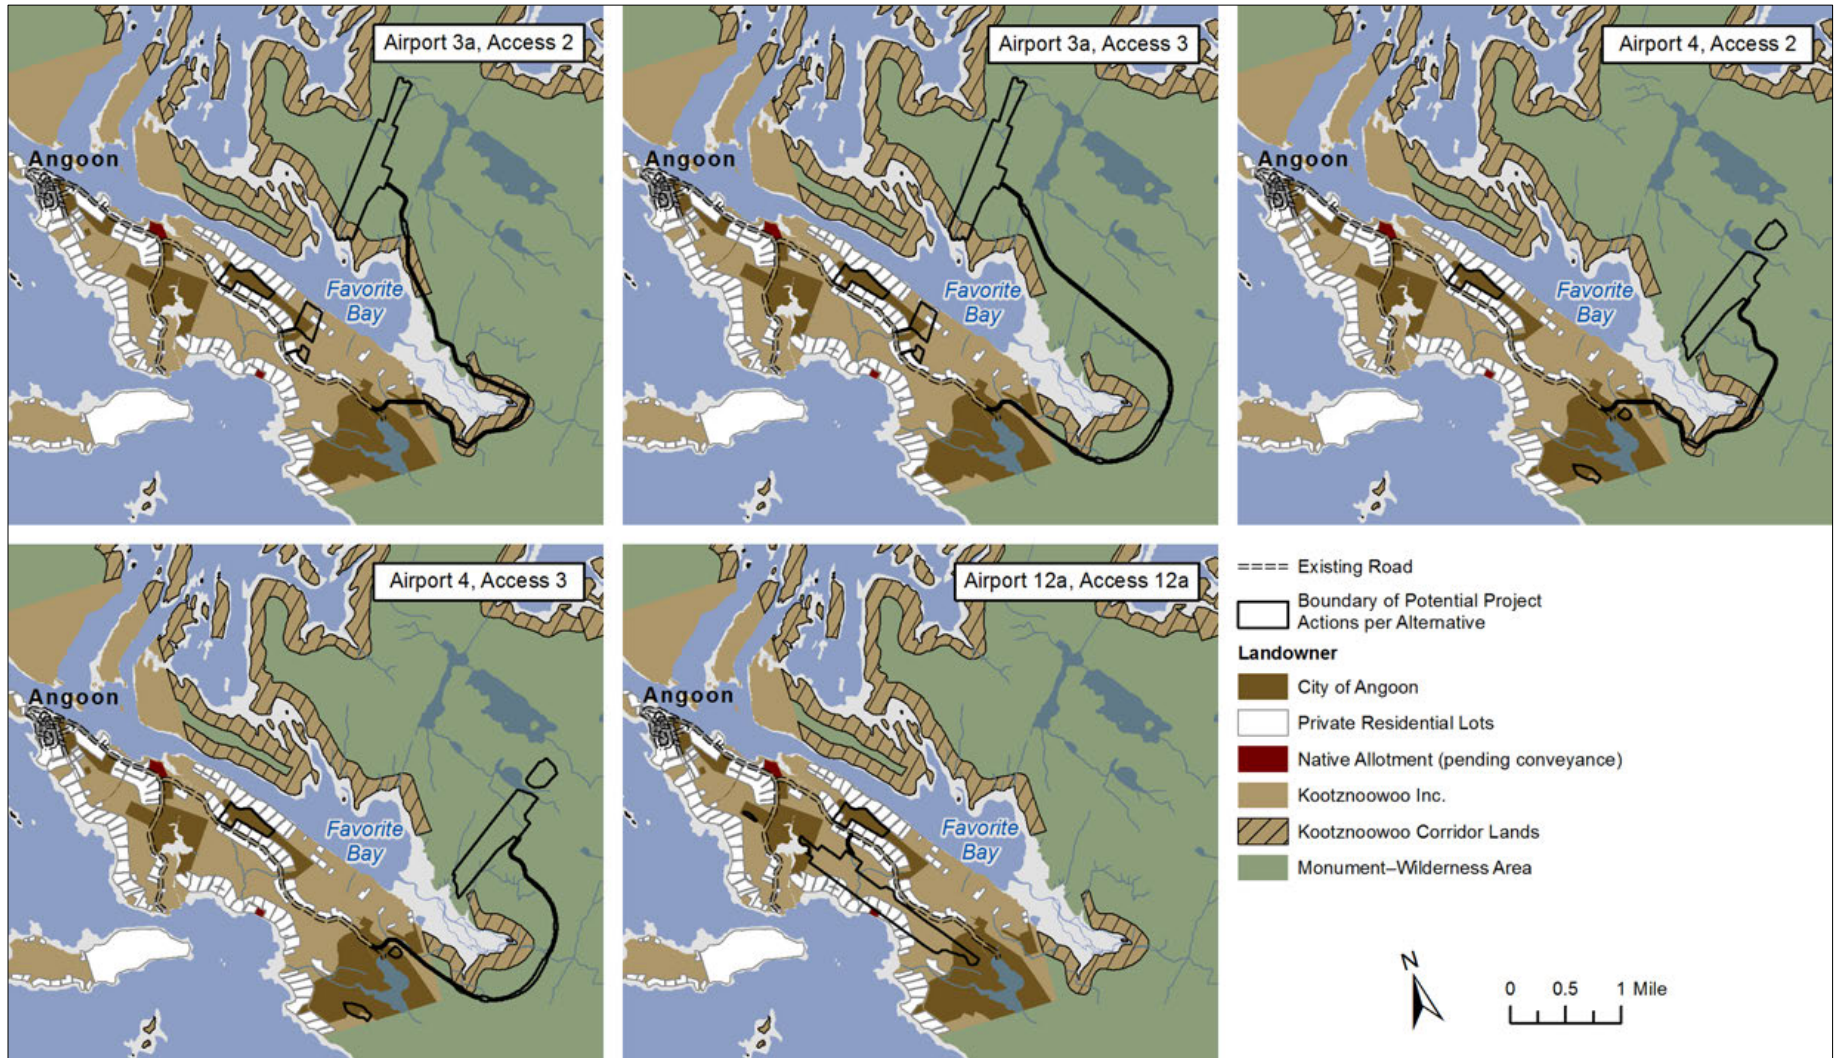 Airport 3a, Access 2
Angoon
Favorite
Bay
Airport 3a, Access 3
Angoon
Favorite
Bay
Airport 4, Access 2
Angoon
Favorite
Bay
Airport 4, Access 3
Angoon
Favorite
Bay
Airport 12a, Access 12a
Angoon
Favorite
Bay
Existing Road
Boundary of Potential Project
Actions per Alternative
Landowner
City of Angoon
Private Residential Lots
Native Allotment (pending conveyance)
Kootznoowoo Inc.
Kootznoowoo Corridor Lands
Monument–Wilderness Area
N
0 0.5 1 Mile